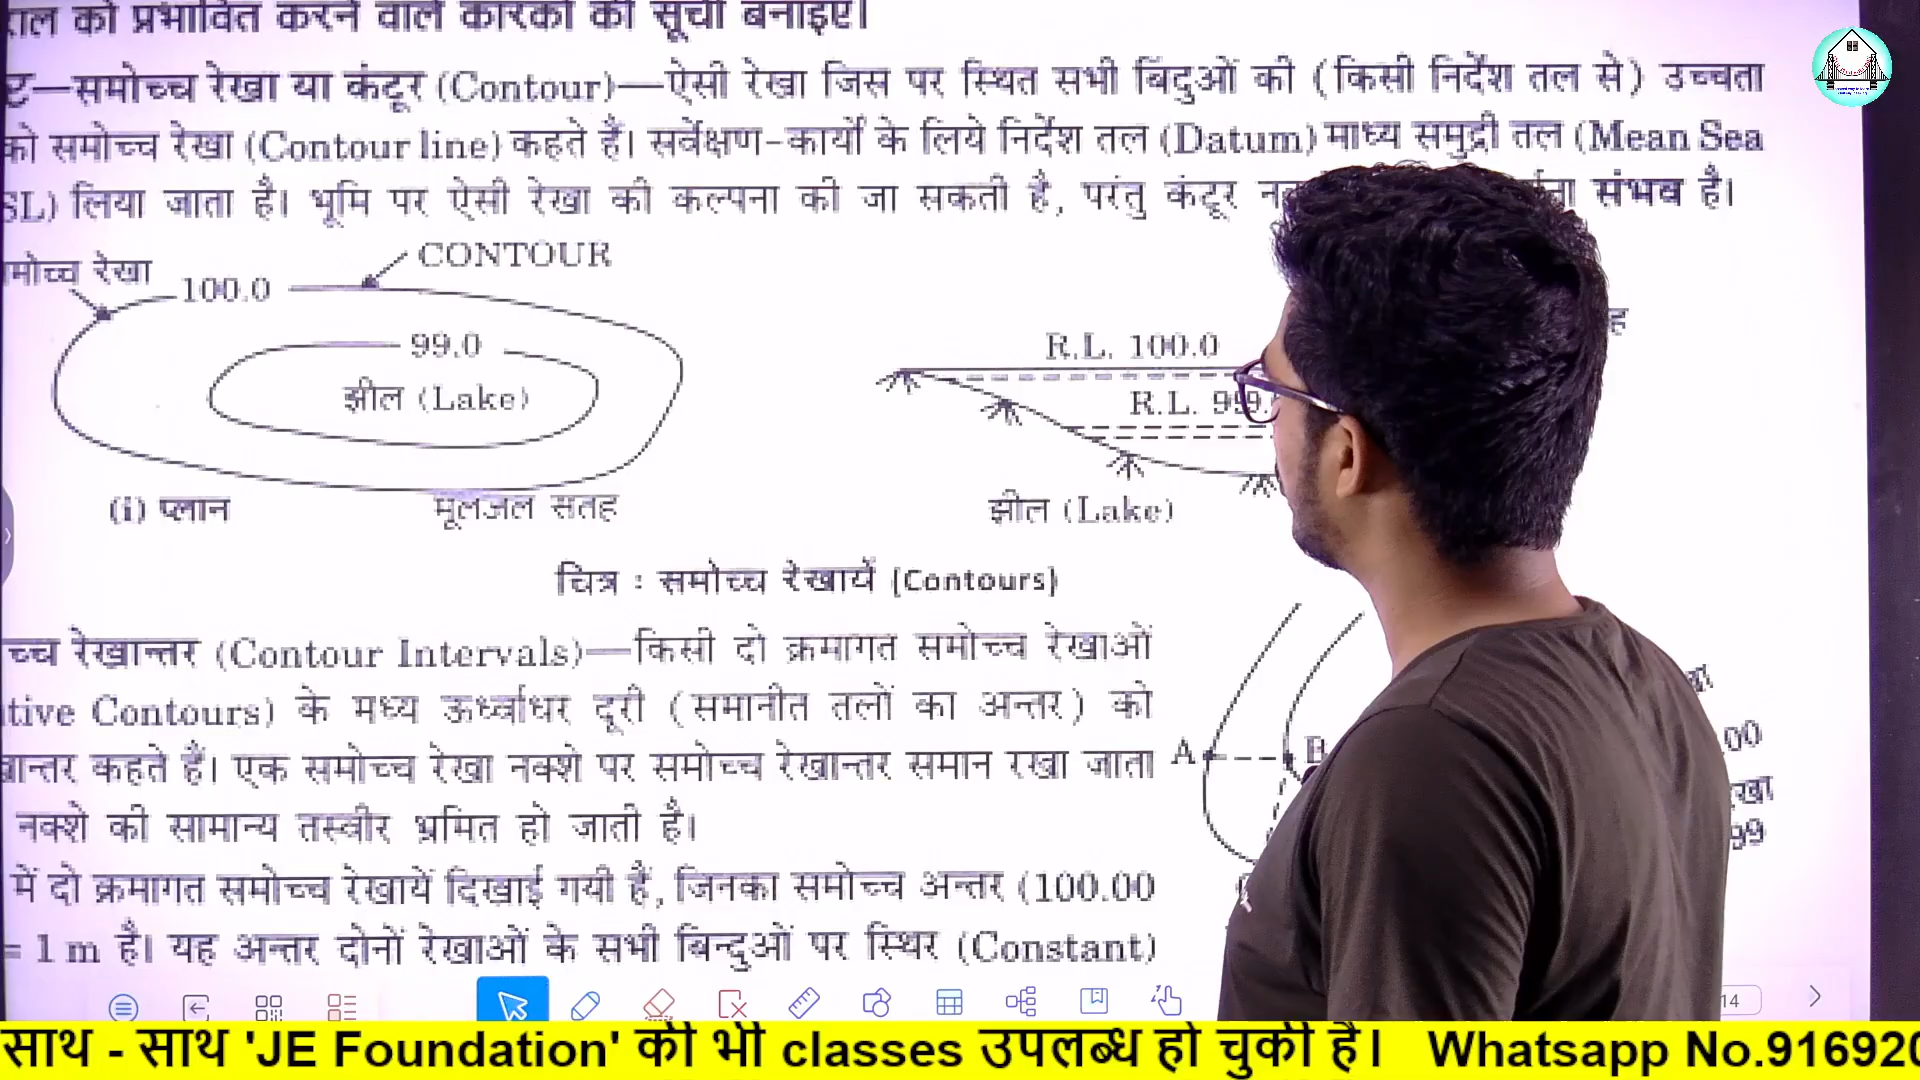 को प्रभावित करने वाले कारकों की सूची बनाइए।
ट—समोच्च रेखा या कंटूर (Contour)—ऐसी रेखा जिस पर स्थित सभी बिंदुओं की (किसी निर्देश तल से) उच्चता
को समोच्च रेखा (Contour line) कहते हैं। सर्वेक्षण-कार्यों के लिये निर्देश तल (Datum) माध्य समुद्री तल (Mean Sea
SL) लिया जाता है। भूमि पर ऐसी रेखा की कल्पना की जा सकती है, परंतु कंटूर संभव है।
मोच्च रेखा
CONTOUR
100.0
99.0
झील (Lake)
(i) प्लान
मूलजल सतह
R.L. 100.0
R.L. 99.
झील (Lake)
चित्र : समोच्च रेखायें (Contours)
च्च रेखान्तर (Contour Intervals)—किसी दो क्रमागत समोच्च रेखाओं
tive Contours) के मध्य ऊर्ध्वाधर दूरी (समानीत तलों का अन्तर) को
ान्तर कहते हैं। एक समोच्च रेखा नक्शे पर समोच्च रेखान्तर समान रखा जाता
नक्शे की सामान्य तस्वीर भ्रमित हो जाती है।
में दो क्रमागत समोच्च रेखायें दिखाई गयी हैं, जिनका समोच्च अन्तर (100.00
= 1 m है। यह अन्तर दोनों रेखाओं के सभी बिन्दुओं पर स्थिर (Constant)
A
B
.00
रेखा
99
14
साथ - साथ 'JE Foundation' की भी classes उपलब्ध हो चुकी है। Whatsapp No.916920